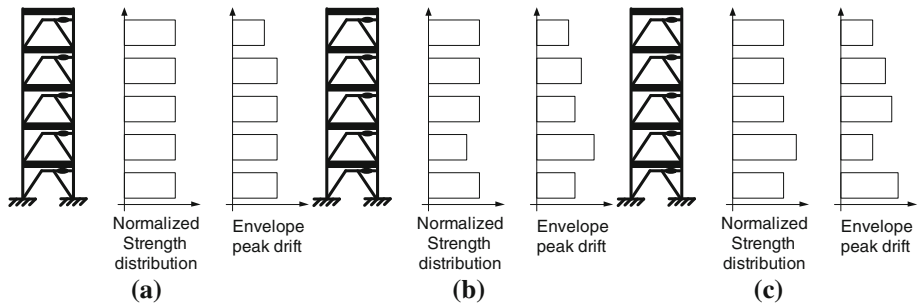 Normalized
Strength
distribution
Envelope
peak drift
(a)
Normalized
Strength
distribution
Envelope
peak drift
(b)
Normalized
Strength
distribution
Envelope
peak drift
(c)